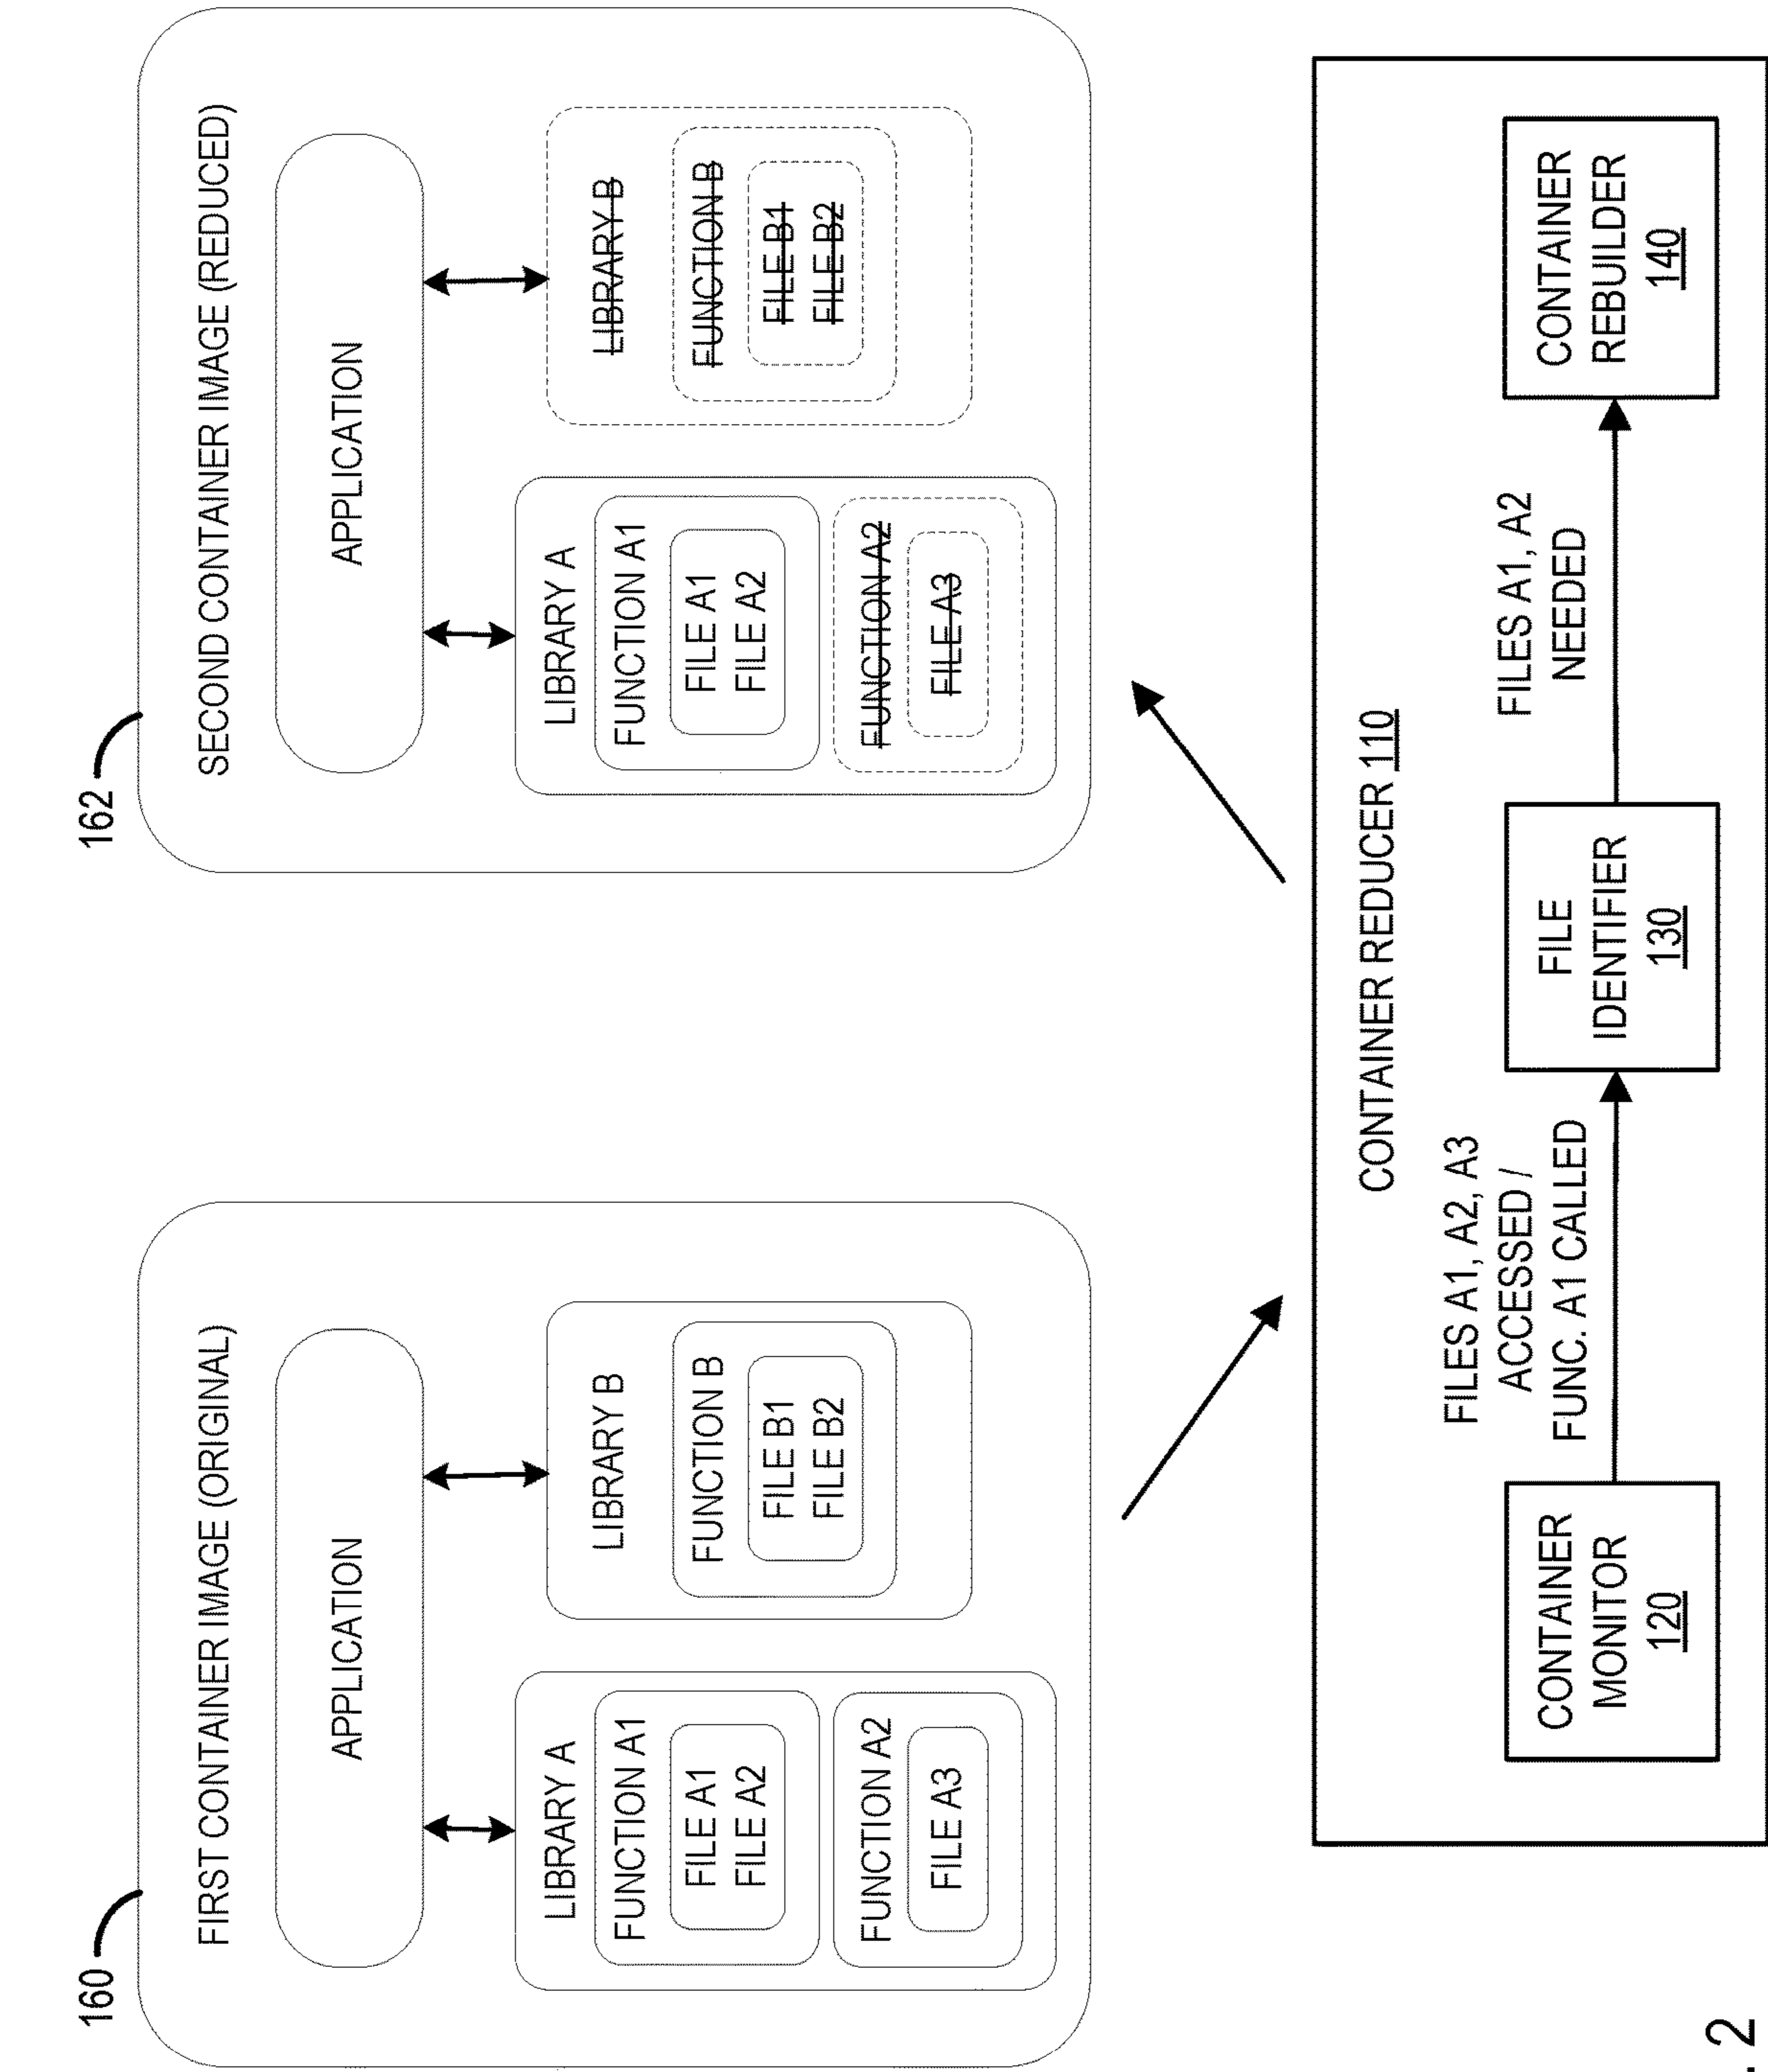 160
FIRST CONTAINER IMAGE (ORIGINAL)
APPLICATION
LIBRARY A
FUNCTION A1
FILE A1
FILE A2
FUNCTION A2
FILE A3
LIBRARY B
FUNCTION B
FILE B1
FILE B2
162
SECOND CONTAINER IMAGE (REDUCED)
APPLICATION
LIBRARY A
FUNCTION A1
FILE A1
FILE A2
FUNCTION A2
FILE A3
LIBRARY B
FUNCTION B
FILE B1
FILE B2
CONTAINER REDUCER 110
CONTAINER
MONITOR
120
FILES A1, A2, A3
ACCESSED /
FUNC. A1 CALLED
FILE
IDENTIFIER
130
FILES A1, A2
NEEDED
CONTAINER
REBUILDER
140
. 2